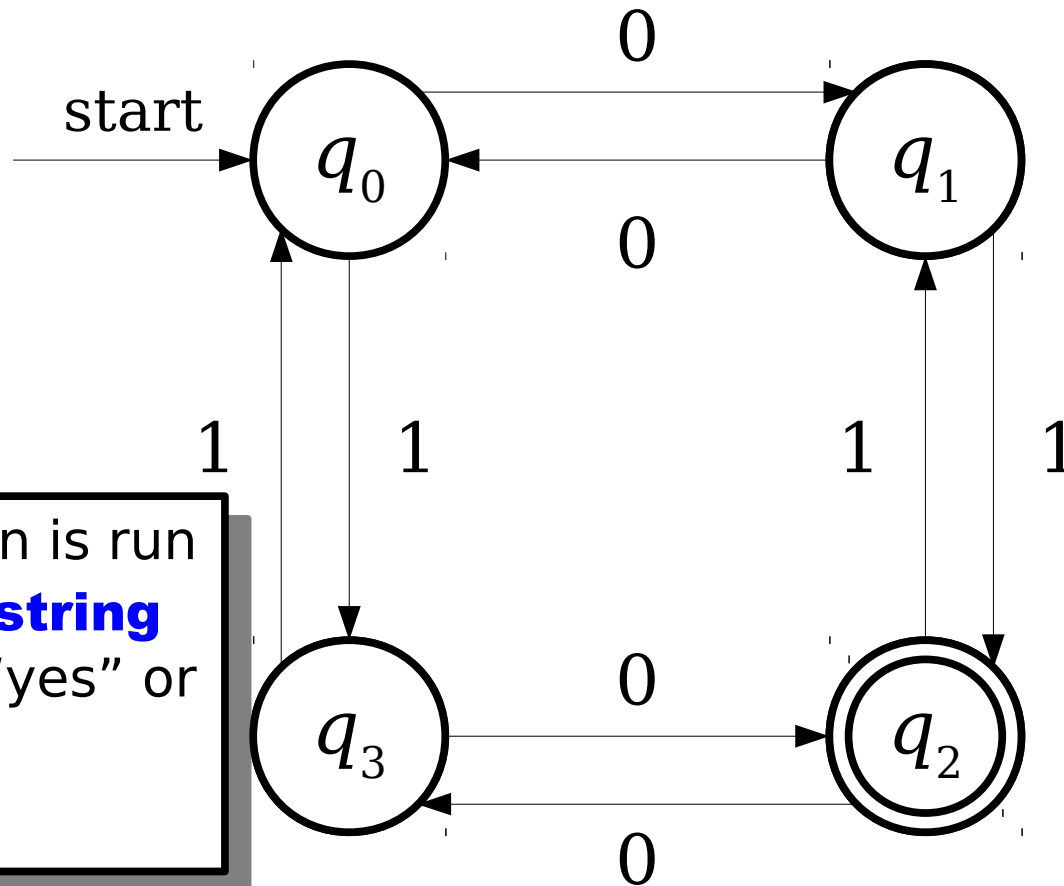 0
start
q0
q1
0
1
1
1
1
n is run
string
“yes” or
0
q3
q2
0